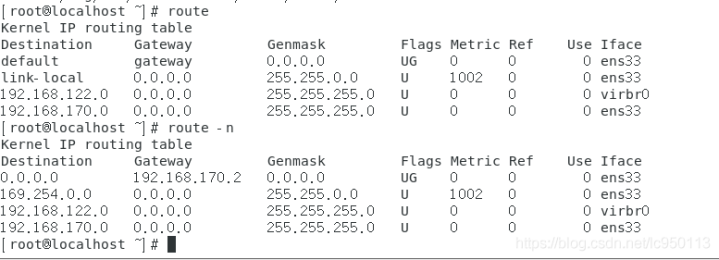 [root@localhost ~]# route
Kernel IP routing table
Destination Gateway Genmask Flags Metric Ref Use Iface
default gateway 0.0.0.0 UG 0 0 0 ens33
link-local 0.0.0.0 255.255.0.0 U 1002 0 0 ens33
192.168.122.0 0.0.0.0 255.255.255.0 U 0 0 0 virbr0
192.168.170.0 0.0.0.0 255.255.255.0 U 0 0 0 ens33
[root@localhost ~]# route -n
Kernel IP routing table
Destination Gateway Genmask Flags Metric Ref Use Iface
0.0.0.0 192.168.170.2 0.0.0.0 UG 0 0 0 ens33
169.254.0.0 0.0.0.0 255.255.0.0 U 1002 0 0 ens33
192.168.122.0 0.0.0.0 255.255.255.0 U 0 0 0 virbr0
192.168.170.0 0.0.0.0 255.255.255.0 U 0 0 0 ens33
[root@localhost ~]#
https://blog.csdn.net/lc950113